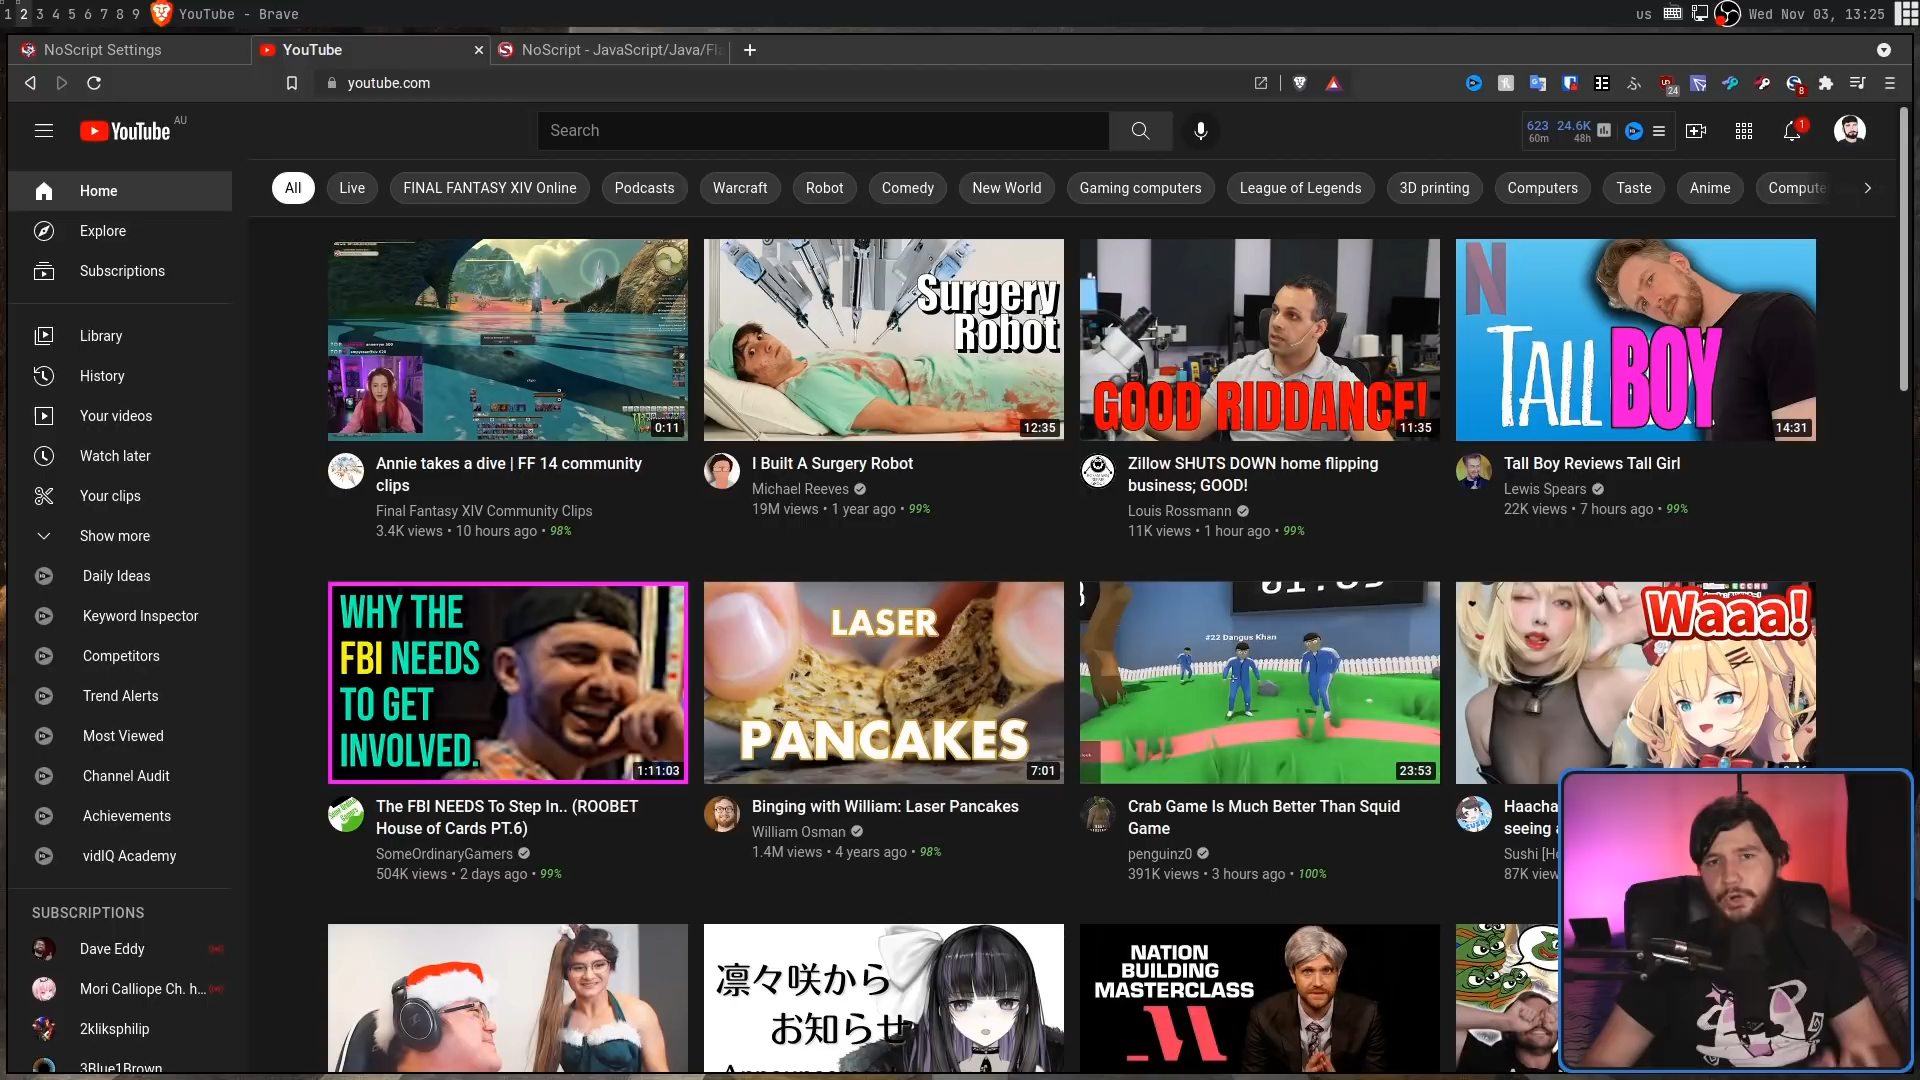 1 2 3 4 5 6 7 8 9 YouTube - Brave
us Wed Nov 03, 13:25
NoScript Settings
YouTube
NoScript - JavaScript/Java/Fla
youtube.com
24
8
YouTube AU
Search
623 24.6K
60m 48h
1
Home
Explore
Subscriptions
Library
History
Your videos
Watch later
Your clips
Show more
Daily Ideas
Keyword Inspector
Competitors
Trend Alerts
Most Viewed
Channel Audit
Achievements
vidIQ Academy
SUBSCRIPTIONS
Dave Eddy
Mori Calliope Ch. h...
2kliksphilip
3Blue1Brown
All Live FINAL FANTASY XIV Online Podcasts Warcraft Robot Comedy New World Gaming computers League of Legends 3D printing Computers Taste Anime Compute
0:11
Annie takes a dive | FF 14 community
clips
Final Fantasy XIV Community Clips
3.4K views • 10 hours ago • 98%
Surgery
Robot
12:35
I Built A Surgery Robot
Michael Reeves
19M views • 1 year ago • 99%
GOOD RIDDANCE!
11:35
Zillow SHUTS DOWN home flipping
business; GOOD!
Louis Rossmann
11K views • 1 hour ago • 99%
N
TALL BOY
14:31
Tall Boy Reviews Tall Girl
Lewis Spears
22K views • 7 hours ago • 99%
WHY THE
FBI NEEDS
TO GET
INVOLVED.
1:11:03
The FBI NEEDS To Step In.. (ROOBET
House of Cards PT.6)
SomeOrdinaryGamers
504K views • 2 days ago • 99%
LASER
PANCAKES
7:01
Binging with William: Laser Pancakes
William Osman
1.4M views • 4 years ago • 98%
#22 Dangus Khan
23:53
Crab Game Is Much Better Than Squid
Game
penguinz0
391K views • 3 hours ago • 100%
Waaa!
Haacha
seeing
Sushi [H
87K view
凛々咲から
お知らせ
NATION
BUILDING
MASTERCLASS